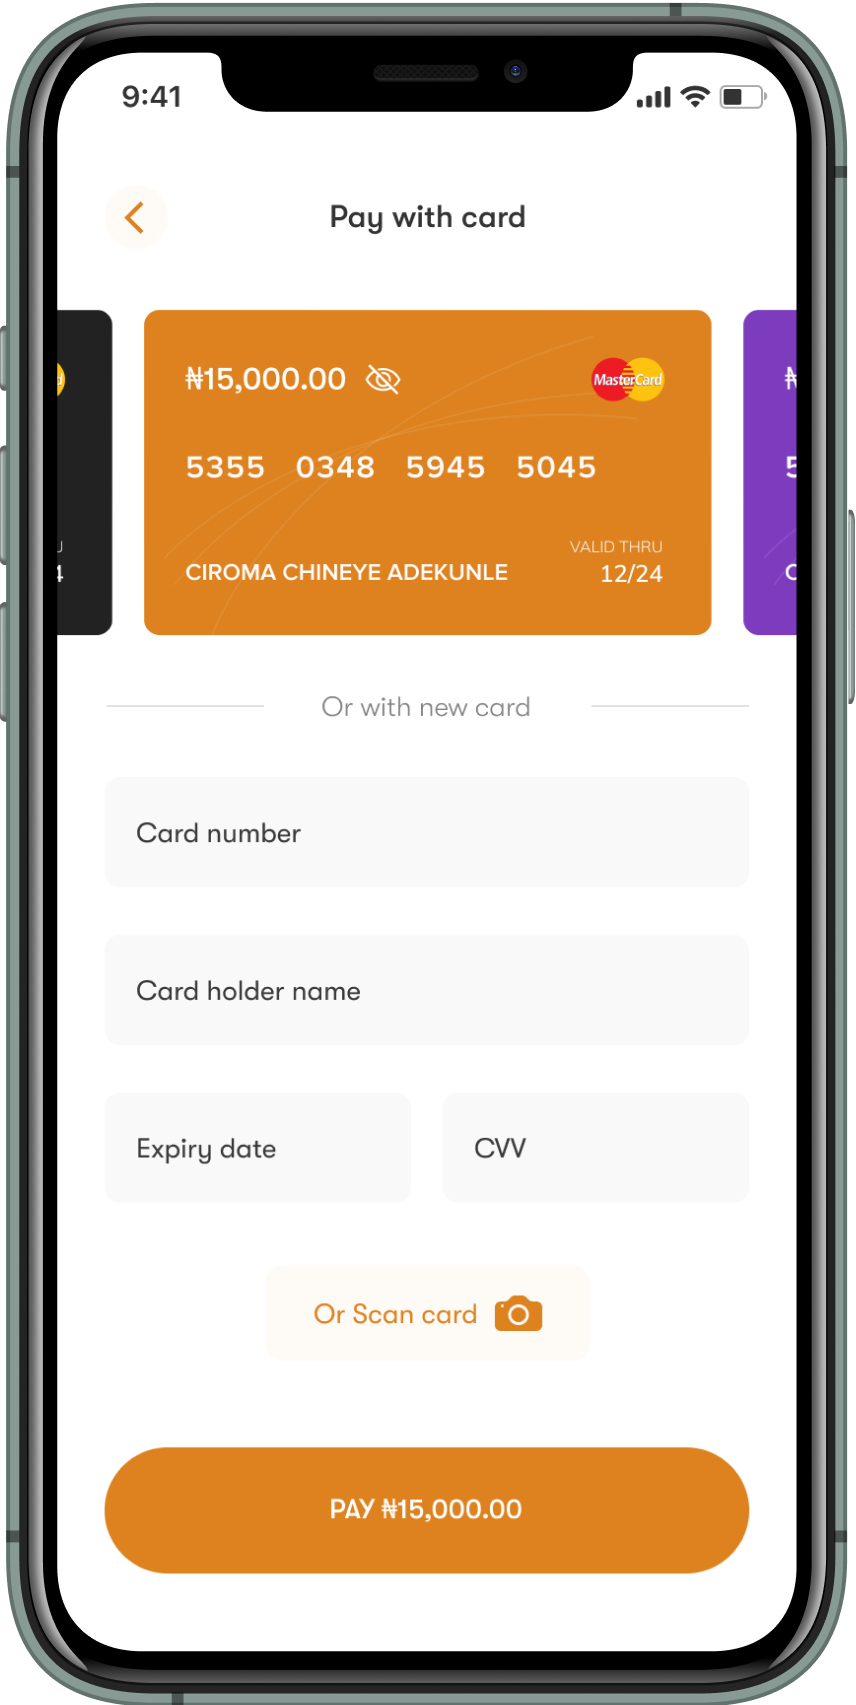 9:41
Pay with card
₦15,000.00
MasterCard
5355 0348 5945 5045
VALID THRU
CIROMA CHINEYE ADEKUNLE 12/24
Or with new card
Card number
Card holder name
Expiry date
CVV
Or Scan card
PAY ₦15,000.00